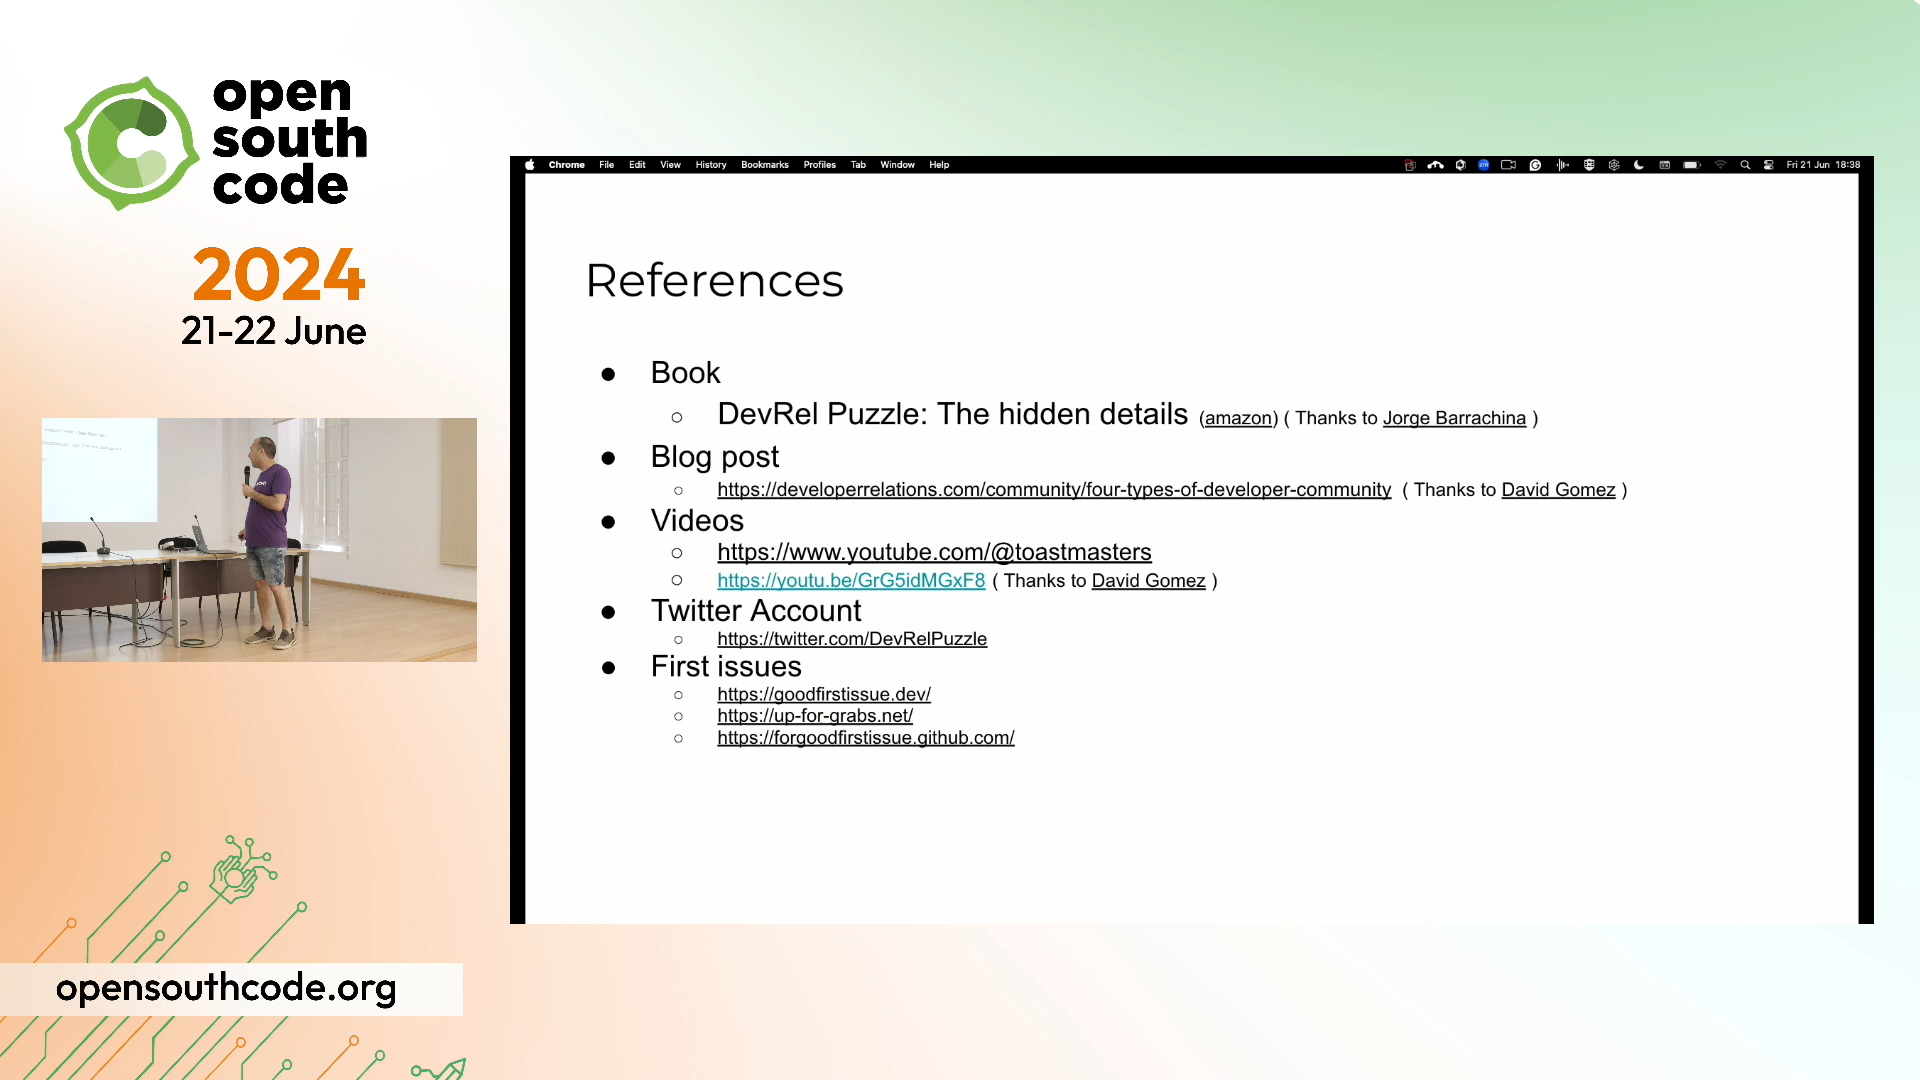 open
south
code
2024
21-22 June
opensouthcode.org
Chrome File Edit View History Bookmarks Profiles Tab Window Help Fri 21 Jun 18:38
References
● Book
○ DevRel Puzzle: The hidden details (amazon) ( Thanks to Jorge Barrachina )
● Blog post
○ https://developerrelations.com/community/four-types-of-developer-community ( Thanks to David Gomez )
● Videos
○ https://www.youtube.com/@toastmasters
○ https://youtu.be/GrG5idMGxF8 ( Thanks to David Gomez )
● Twitter Account
○ https://twitter.com/DevRelPuzzle
● First issues
○ https://goodfirstissue.dev/
○ https://up-for-grabs.net/
○ https://forgoodfirstissue.github.com/